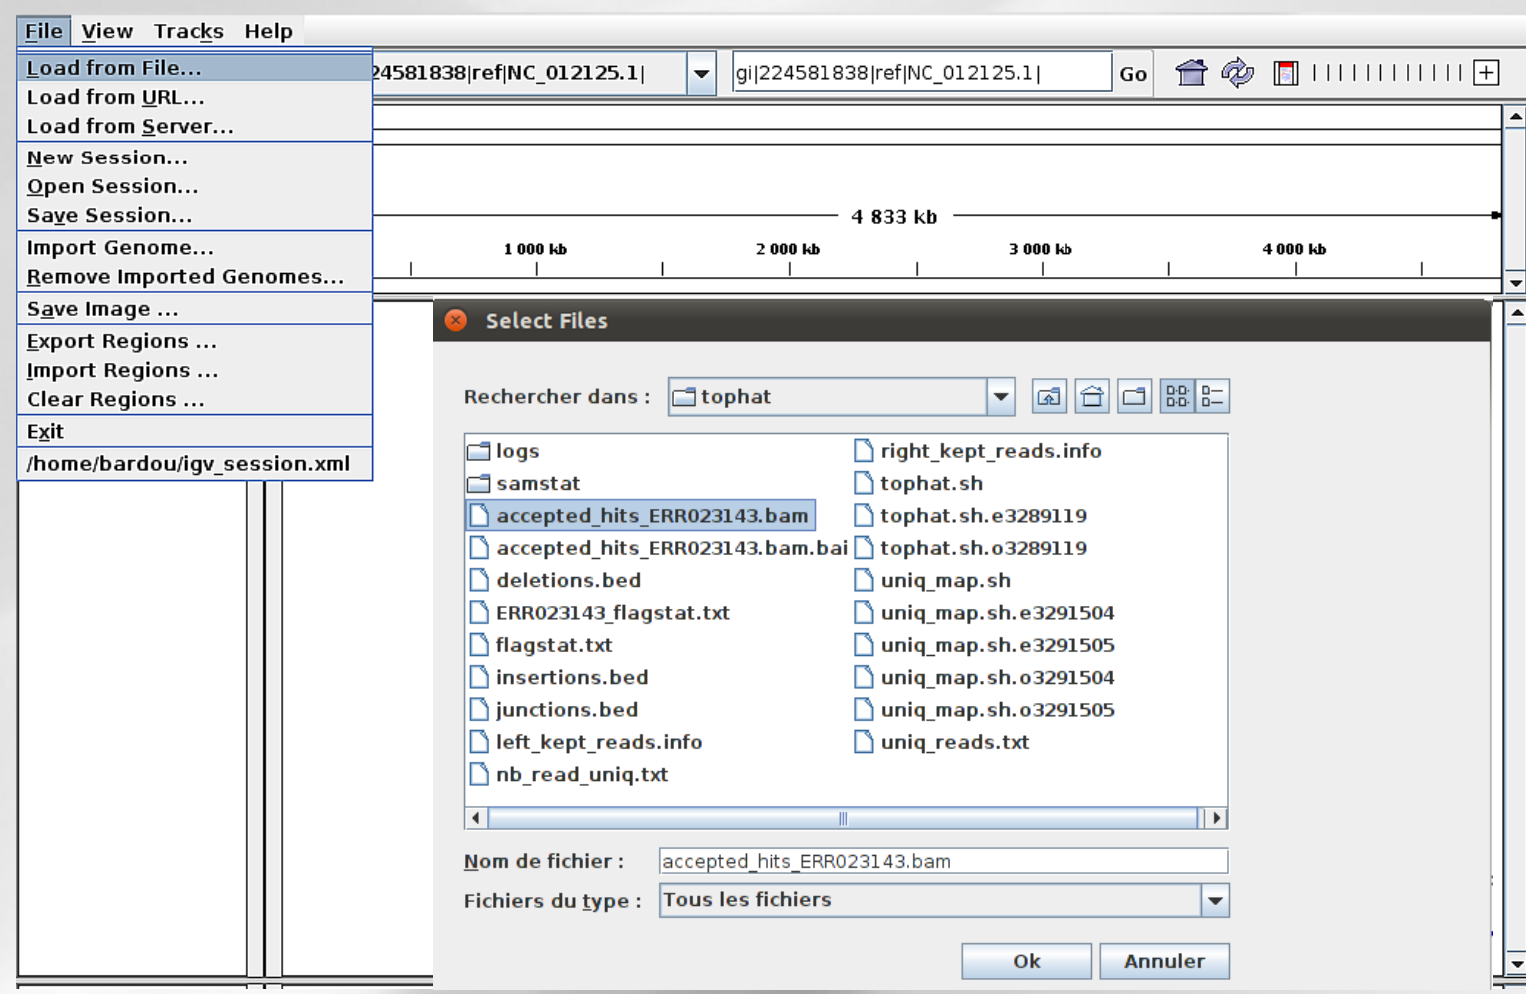 File View Tracks Help
Load from File...
24581838|ref|NC_012125.1|
gi|224581838|ref|NC_012125.1|
Go
Load from URL...
Load from Server...
New Session...
Open Session...
Save Session...
Import Genome...
Remove Imported Genomes...
Save Image ...
Export Regions ...
Import Regions ...
Clear Regions ...
Exit
/home/bardou/igv_session.xml
4 833 kb
1 000 kb 2 000 kb 3 000 kb 4 000 kb
Select Files
Rechercher dans : tophat
logs
samstat
accepted_hits_ERR023143.bam
accepted_hits_ERR023143.bam.bai
deletions.bed
ERR023143_flagstat.txt
flagstat.txt
insertions.bed
junctions.bed
left_kept_reads.info
nb_read_uniq.txt
right_kept_reads.info
tophat.sh
tophat.sh.e3289119
tophat.sh.o3289119
uniq_map.sh
uniq_map.sh.e3291504
uniq_map.sh.e3291505
uniq_map.sh.o3291504
uniq_map.sh.o3291505
uniq_reads.txt
Nom de fichier : accepted_hits_ERR023143.bam
Fichiers du type : Tous les fichiers
Ok Annuler